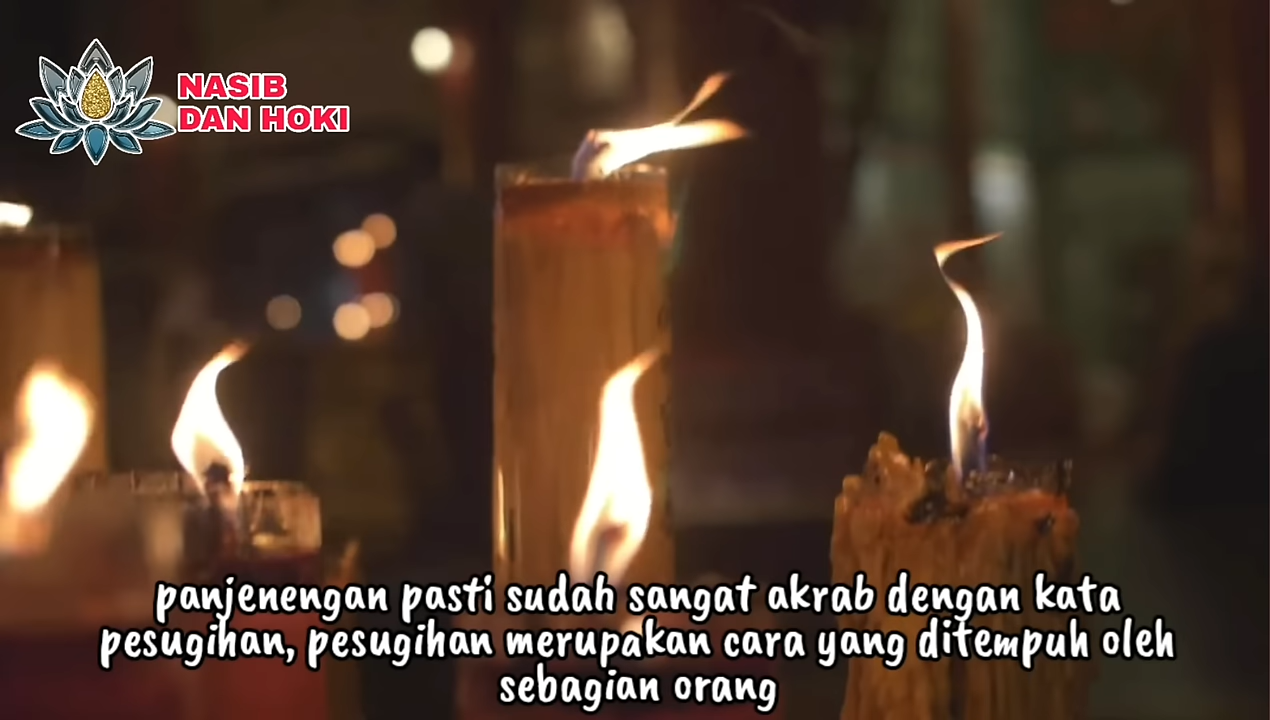 NASIB
DAN HOKI
panjenengan pasti sudah sangat akrab dengan kata
pesugihan, pesugihan merupakan cara yang ditempuh oleh
sebagian orang